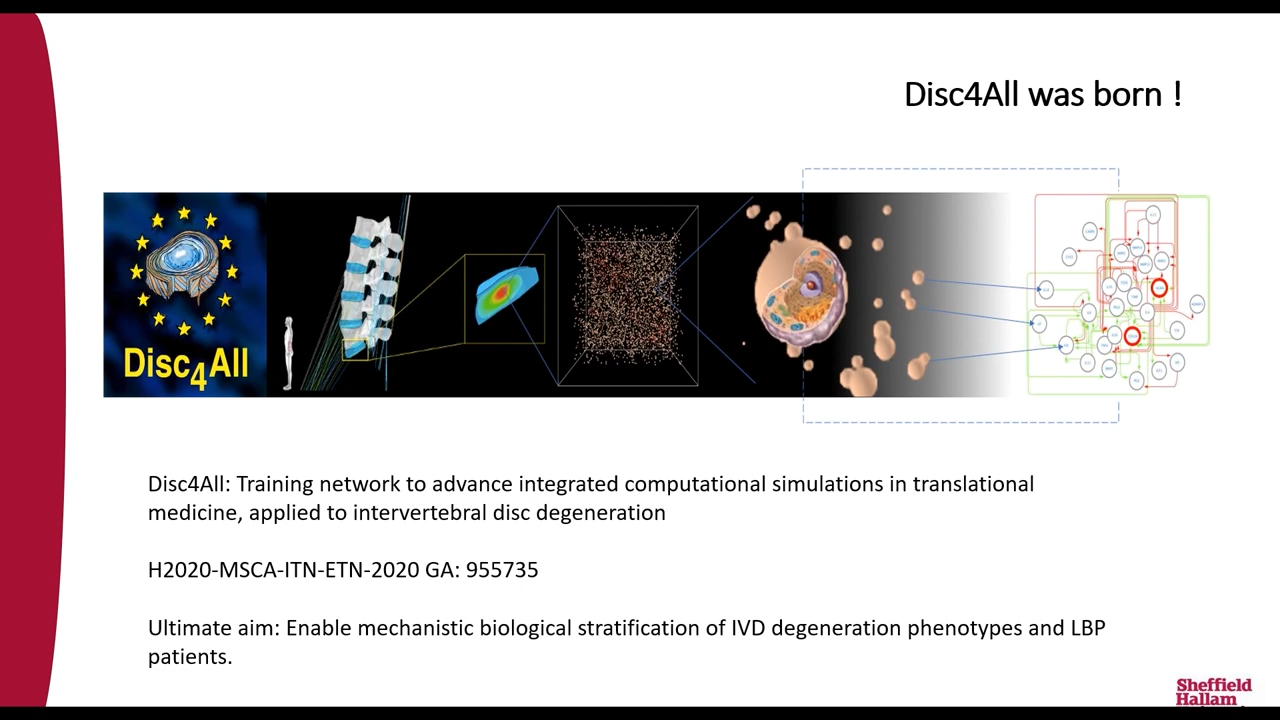 Disc4All was born !
Disc4All
Disc4All: Training network to advance integrated computational simulations in translational
medicine, applied to intervertebral disc degeneration
H2020-MSCA-ITN-ETN-2020 GA: 955735
Ultimate aim: Enable mechanistic biological stratification of IVD degeneration phenotypes and LBP
patients.
Sheffield
Hallam